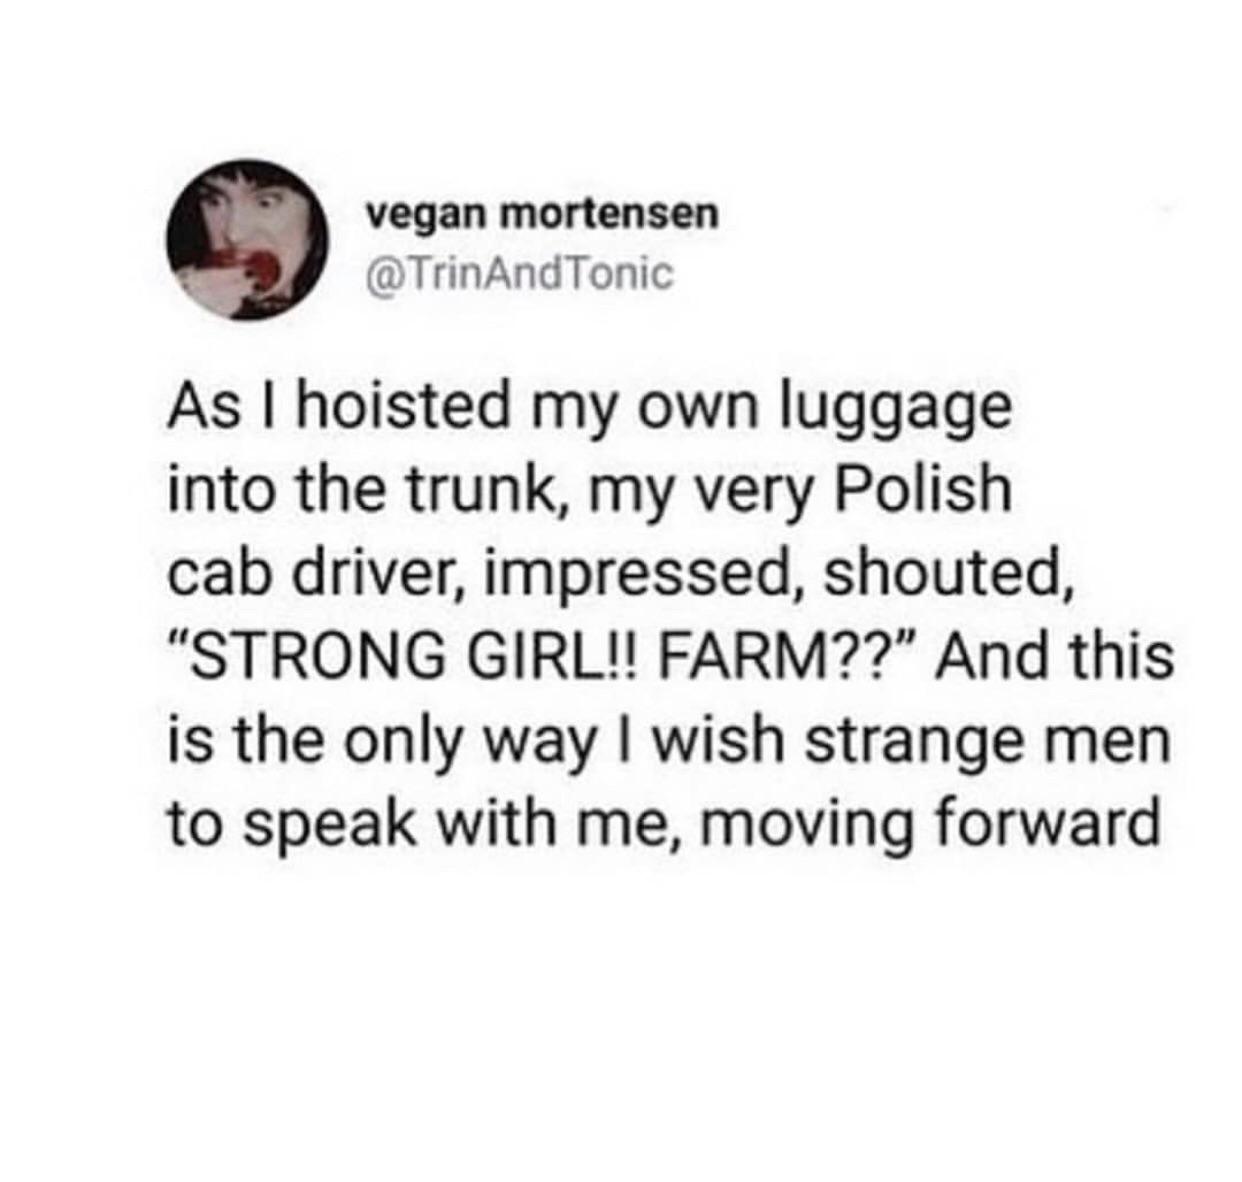 vegan mortensen
@TrinAndTonic
As I hoisted my own luggage
into the trunk, my very Polish
cab driver, impressed, shouted,
“STRONG GIRL!! FARM??” And this
is the only way I wish strange men
to speak with me, moving forward